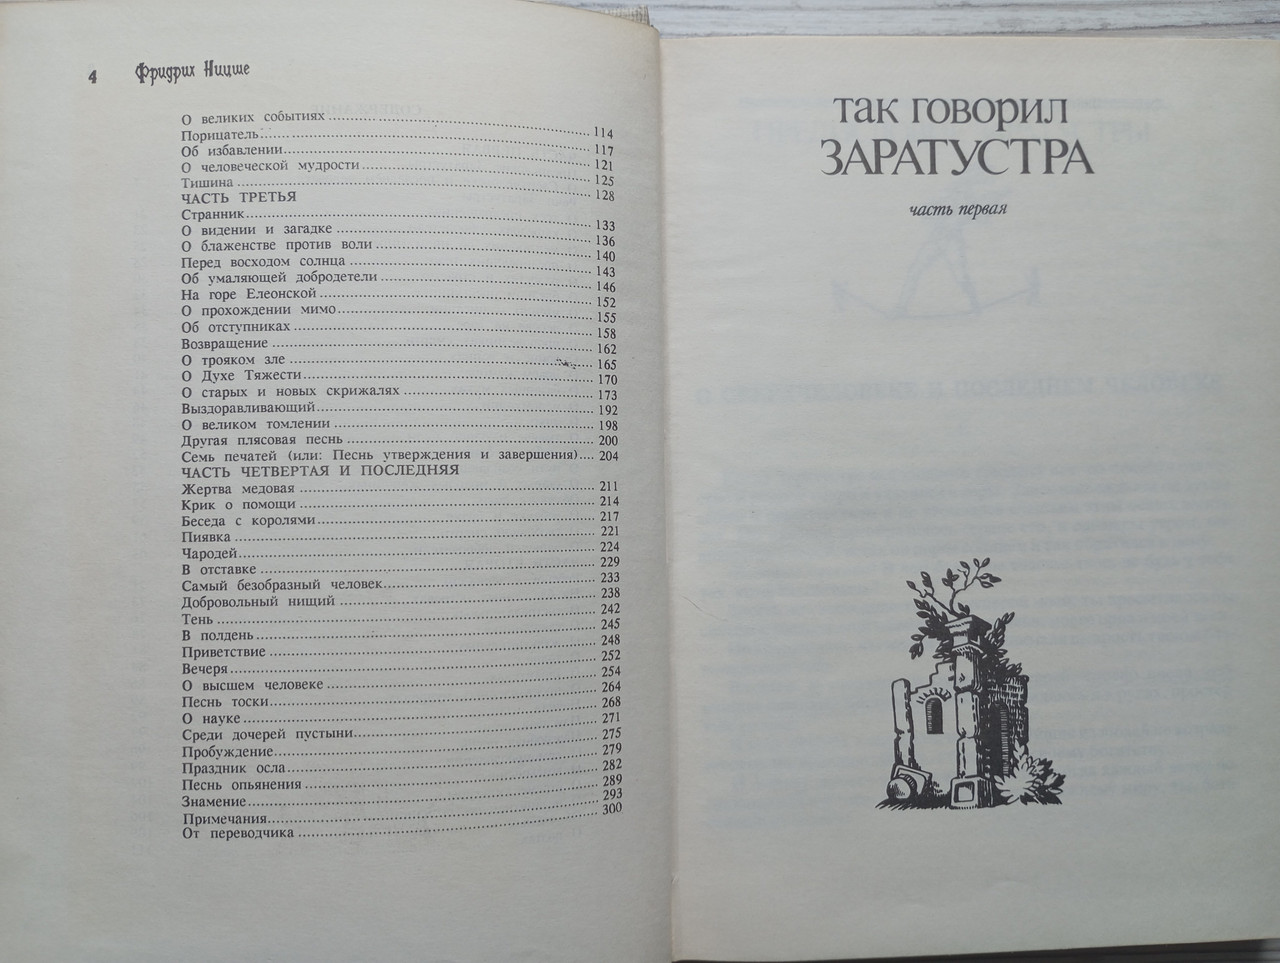 4 Фридрих Ницше
О великих событиях 114
Порицатель 117
Об избавлении 121
О человеческой мудрости 125
Тишина 128
ЧАСТЬ ТРЕТЬЯ
Странник 133
О видении и загадке 136
О блаженстве против воли 140
Перед восходом солнца 143
Об умаляющей добродетели 146
На горе Елеонской 152
О прохождении мимо 155
Об отступниках 158
Возвращение 162
О трояком зле 165
О Духе Тяжести 170
О старых и новых скрижалях 173
Выздоравливающий 192
О великом томлении 198
Другая плясовая песнь 200
Семь печатей (или: Песнь утверждения и завершения) 204
ЧАСТЬ ЧЕТВЕРТАЯ И ПОСЛЕДНЯЯ
Жертва медовая 211
Крик о помощи 214
Беседа с королями 217
Пиявка 221
Чародей 224
В отставке 229
Самый безобразный человек 233
Добровольный нищий 238
Тень 242
В полдень 245
Приветствие 248
Вечеря 252
О высшем человеке 254
Песнь тоски 264
О науке 268
Среди дочерей пустыни 271
Пробуждение 275
Праздник осла 279
Песнь опьянения 282
Знамение 289
Примечания 293
От переводчика 300
ТАК ГОВОРИЛ
ЗАРАТУСТРА
часть первая